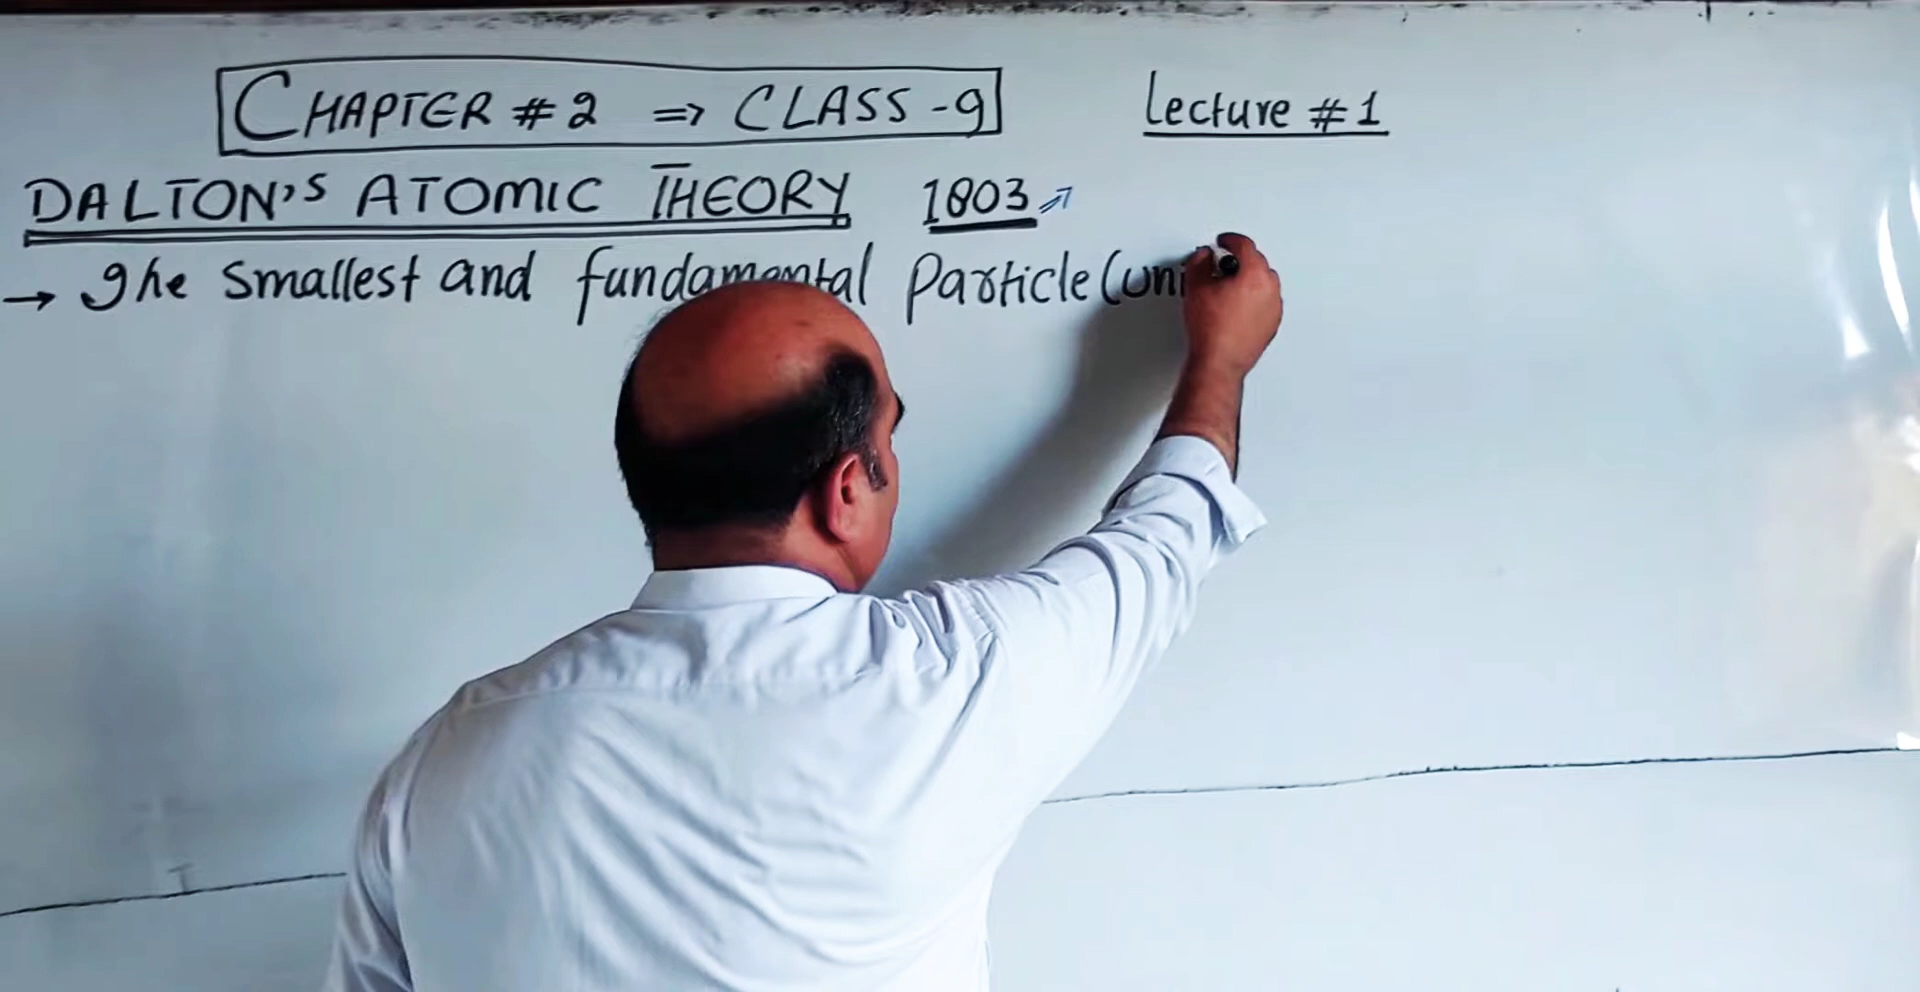 CHAPTER # 2 ⇒ CLASS - 9
Lecture # 1
DALTON'S ATOMIC THEORY 1803
→ The Smallest and fundamental Particle (uni